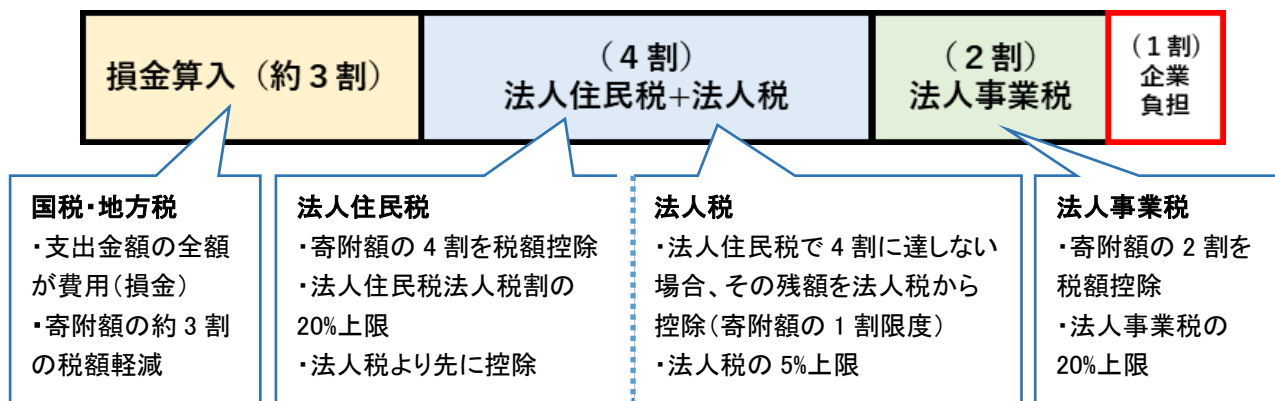 損金算入（約３割）
（４割）
法人住民税+法人税
（２割）
法人事業税
（１割）
企業
負担
国税・地方税
・支出金額の全額
が費用（損金）
・寄附額の約 3 割
の税額軽減
法人住民税
・寄附額の 4 割を税額控除
・法人住民税法人税割の
20%上限
・法人税より先に控除
法人税
・法人住民税で 4 割に達しない
場合、その残額を法人税から
控除（寄附額の 1 割限度）
・法人税の 5%上限
法人事業税
・寄附額の 2 割を
税額控除
・法人事業税の
20%上限